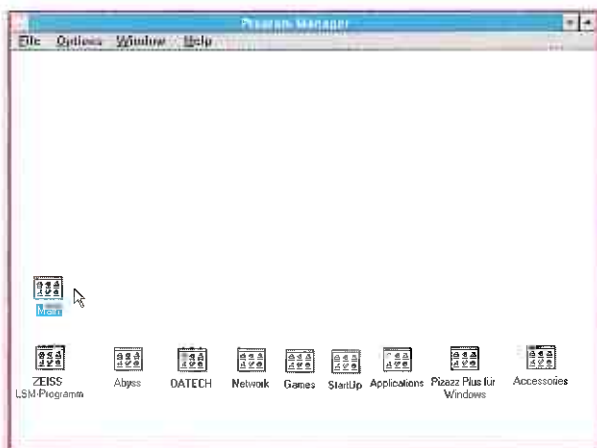 Program Manager
File Options Window Help
Main
ZEISS
LSM-Programm
Abyss
DATECH
Network
Games
StartUp
Applications
Pizazz Plus für
Windows
Accessories